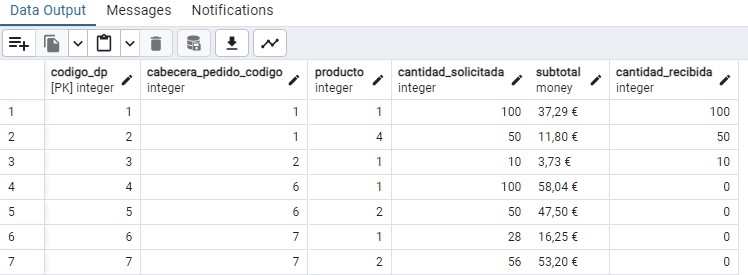 Data Output Messages Notifications
codigo_dp cabecera_pedido_codigo producto cantidad_solicitada subtotal cantidad_recibida
[PK] integer integer integer integer money integer
1 1 1 1 100 37,29 € 100
2 2 1 4 50 11,80 € 50
3 3 2 1 10 3,73 € 10
4 4 6 1 100 58,04 € 0
5 5 6 2 50 47,50 € 0
6 6 7 1 28 16,25 € 0
7 7 7 2 56 53,20 € 0